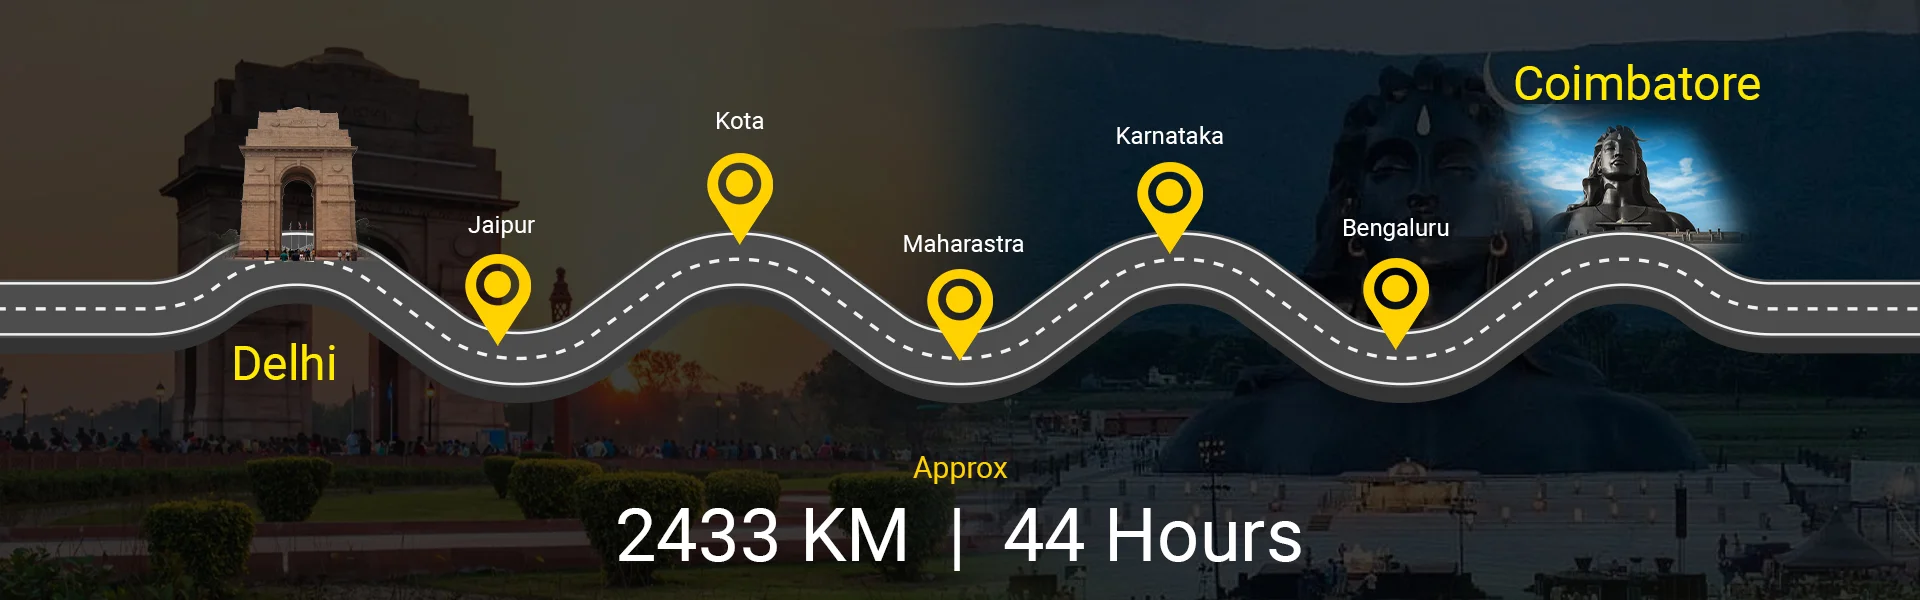 Coimbatore
Kota
Karnataka
Jaipur
Bengaluru
Maharastra
Delhi
Approx
2433 KM | 44 Hours